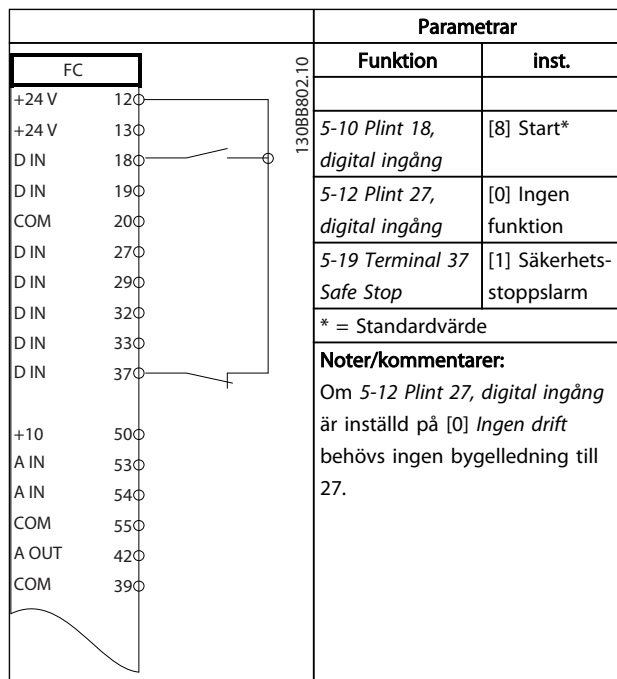 FC
+24 V 12
+24 V 13
D IN 18
D IN 19
COM 20
D IN 27
D IN 29
D IN 32
D IN 33
D IN 37
+10 50
A IN 53
A IN 54
COM 55
A OUT 42
COM 39
130BB802.10
Parametrar
Funktion inst.
5-10 Plint 18, [8] Start*
digital ingång
5-12 Plint 27, [0] Ingen
digital ingång funktion
5-19 Terminal 37 [1] Säkerhets-
Safe Stop stoppslarm
* = Standardvärde
Noter/kommentarer:
Om 5-12 Plint 27, digital ingång
är inställd på [0] Ingen drift
behövs ingen bygelledning till
27.